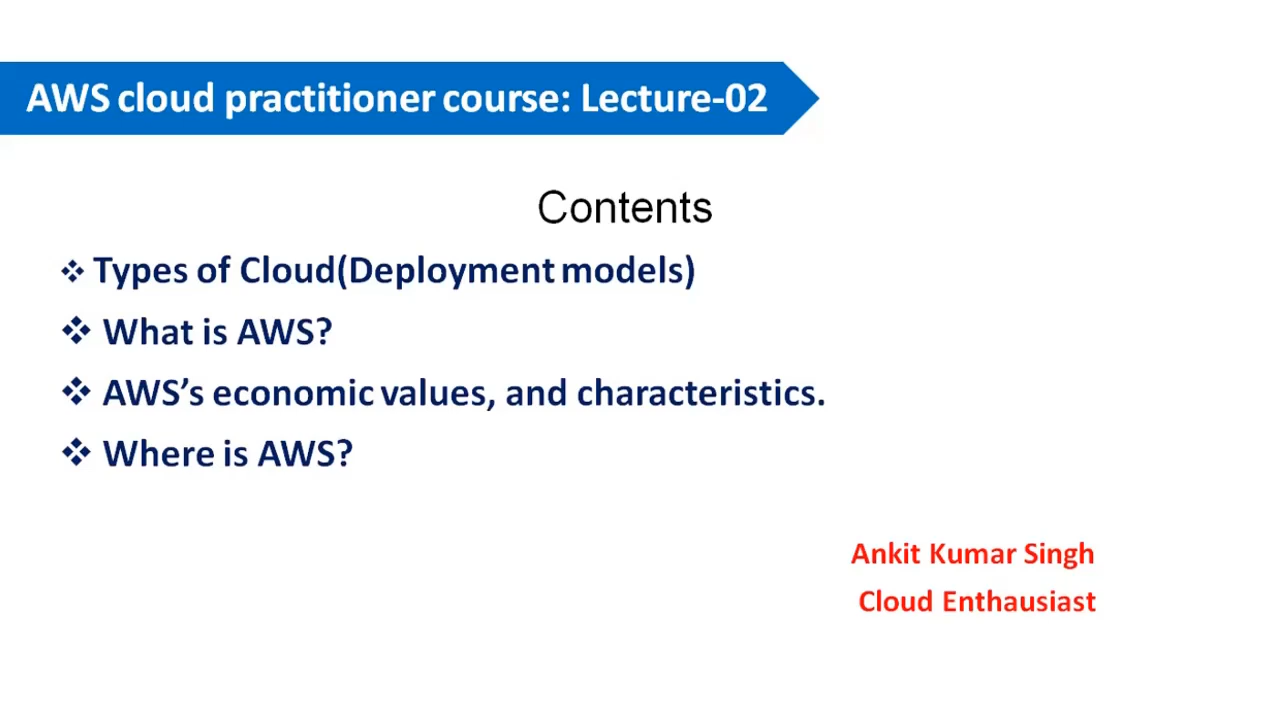 AWS cloud practitioner course: Lecture-02
Contents
❖ Types of Cloud(Deployment models)
❖ What is AWS?
❖ AWS’s economic values, and characteristics.
❖ Where is AWS?
Ankit Kumar Singh
Cloud Enthausiast